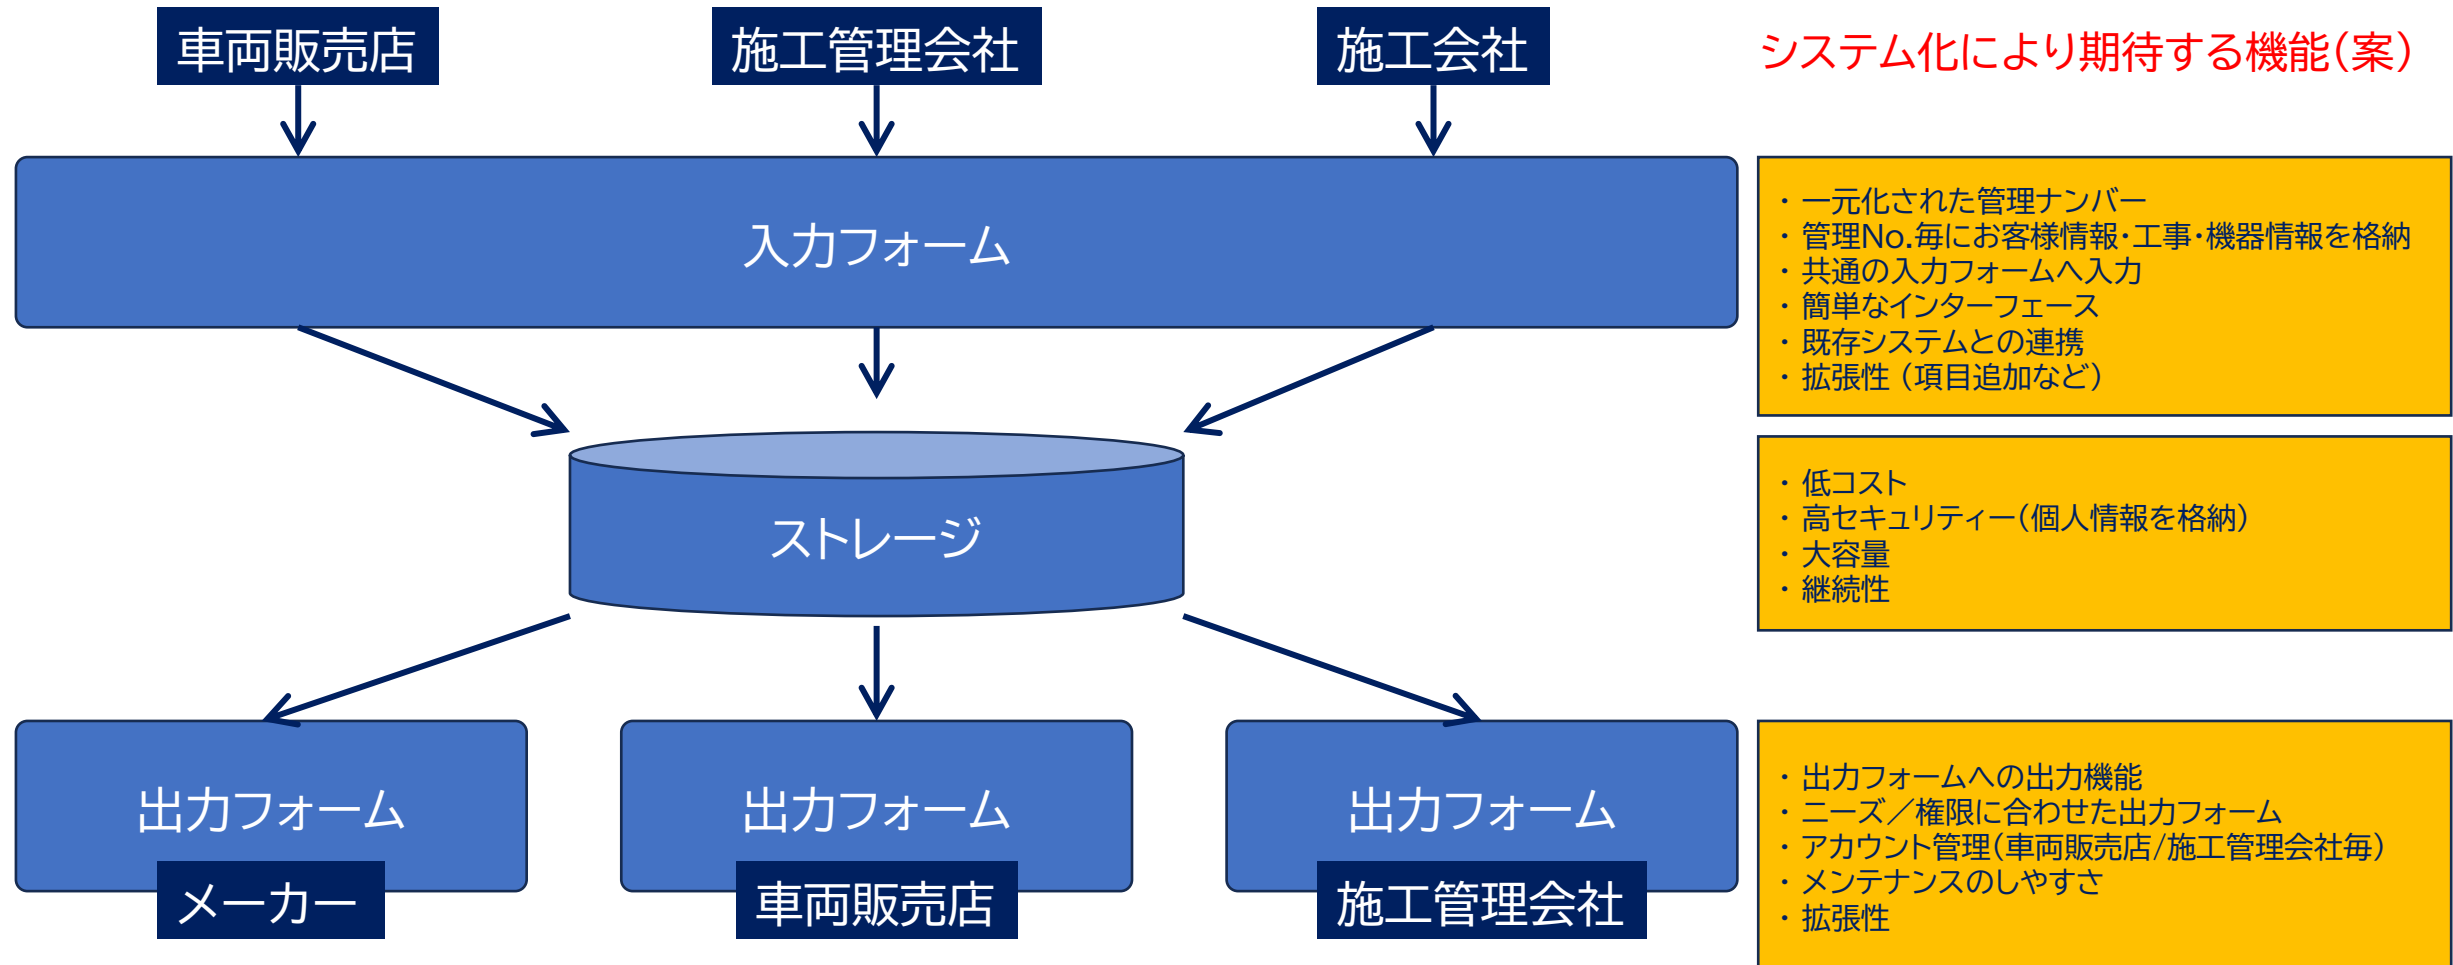 車両販売店
施工管理会社
施工会社
システム化により期待する機能(案)
入力フォーム
・ 一元化された管理ナンバー
・ 管理No.毎にお客様情報・工事・機器情報を格納
・ 共通の入力フォームへ入力
・ 簡単なインターフェース
・ 既存システムとの連携
・ 拡張性 (項目追加など)
ストレージ
・ 低コスト
・ 高セキュリティー(個人情報を格納)
・ 大容量
・ 継続性
出力フォーム
メーカー
出力フォーム
車両販売店
出力フォーム
施工管理会社
・ 出力フォームへの出力機能
・ ニーズ／権限に合わせた出力フォーム
・ アカウント管理(車両販売店/施工管理会社毎)
・ メンテナンスのしやすさ
・ 拡張性